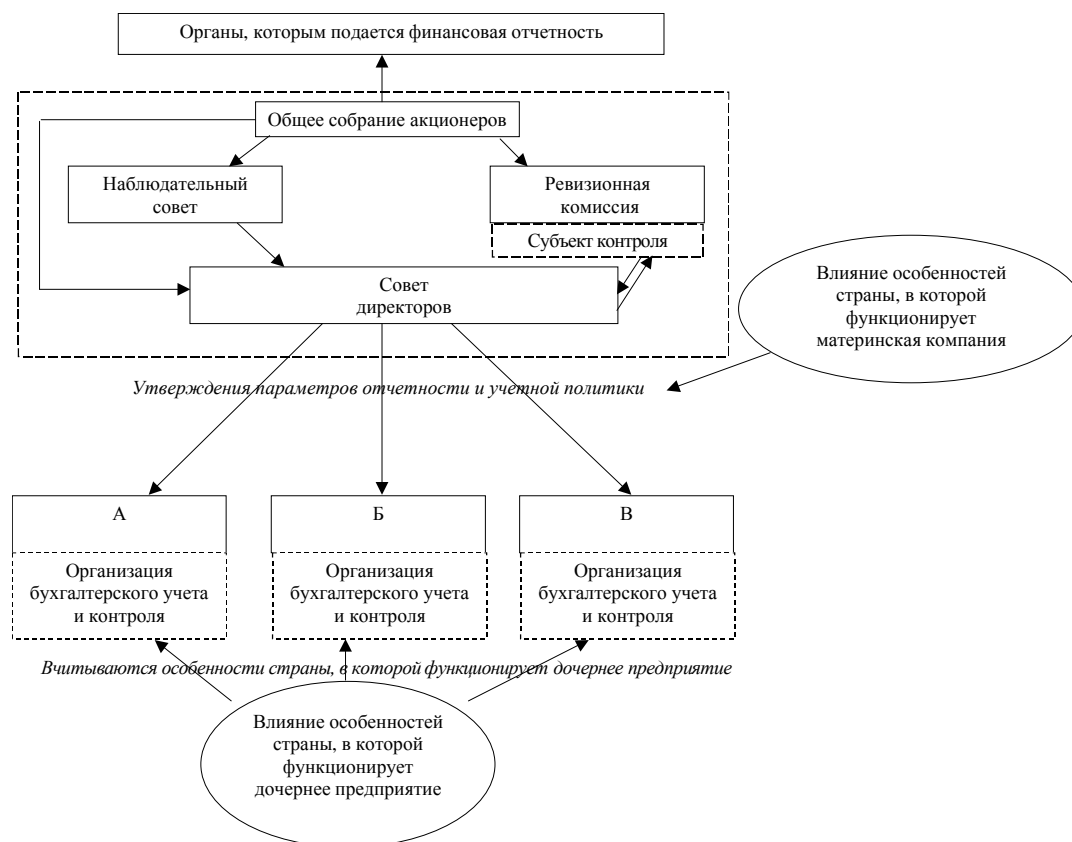 Органы, которым подается финансовая отчетность
Общее собрание акционеров
Наблюдательный
совет
Ревизионная
комиссия
Субъект контроля
Совет
директоров
Влияние особенностей
страны, в которой
функционирует
материнская компания
Утверждения параметров отчетности и учетной политики
А
Организация
бухгалтерского учета
и контроля
Б
Организация
бухгалтерского учета
и контроля
В
Организация
бухгалтерского учета
и контроля
Вчитываются особенности страны, в которой функционирует дочернее предприятие
Влияние особенностей
страны, в которой
функционирует
дочернее предприятие